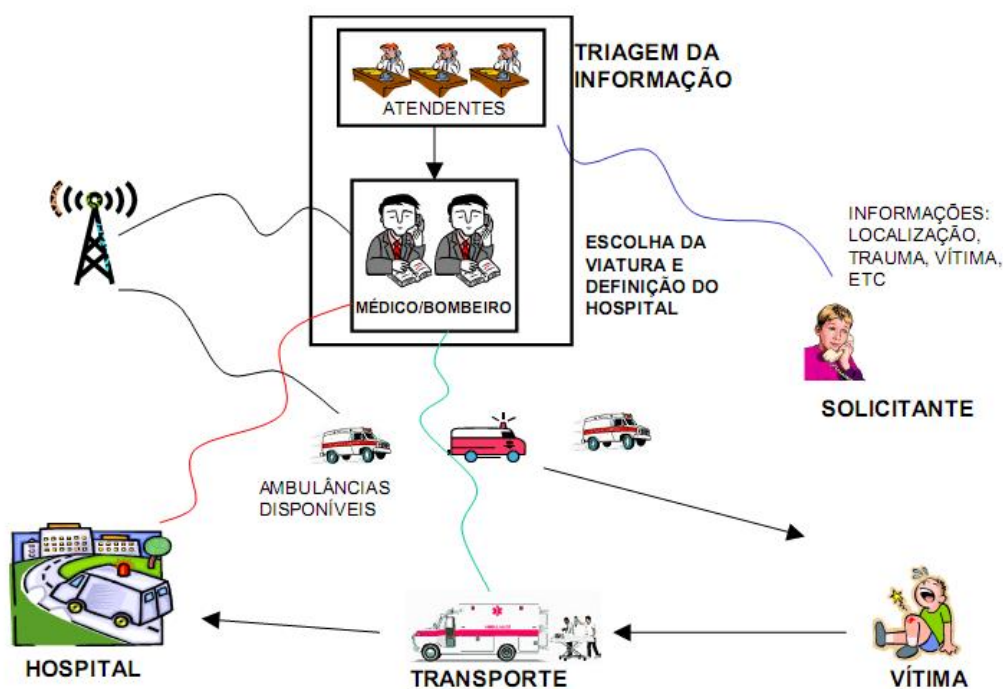 TRIAGEM DA
INFORMAÇÃO
ATENDENTES
INFORMAÇÕES:
LOCALIZAÇÃO,
TRAUMA, VÍTIMA,
ETC
ESCOLHA DA
VIATURA E
DEFINIÇÃO DO
HOSPITAL
MÉDICO/BOMBEIRO
SOLICITANTE
AMBULÂNCIAS
DISPONÍVEIS
AMBULANCE
HOSPITAL
TRANSPORTE
VÍTIMA